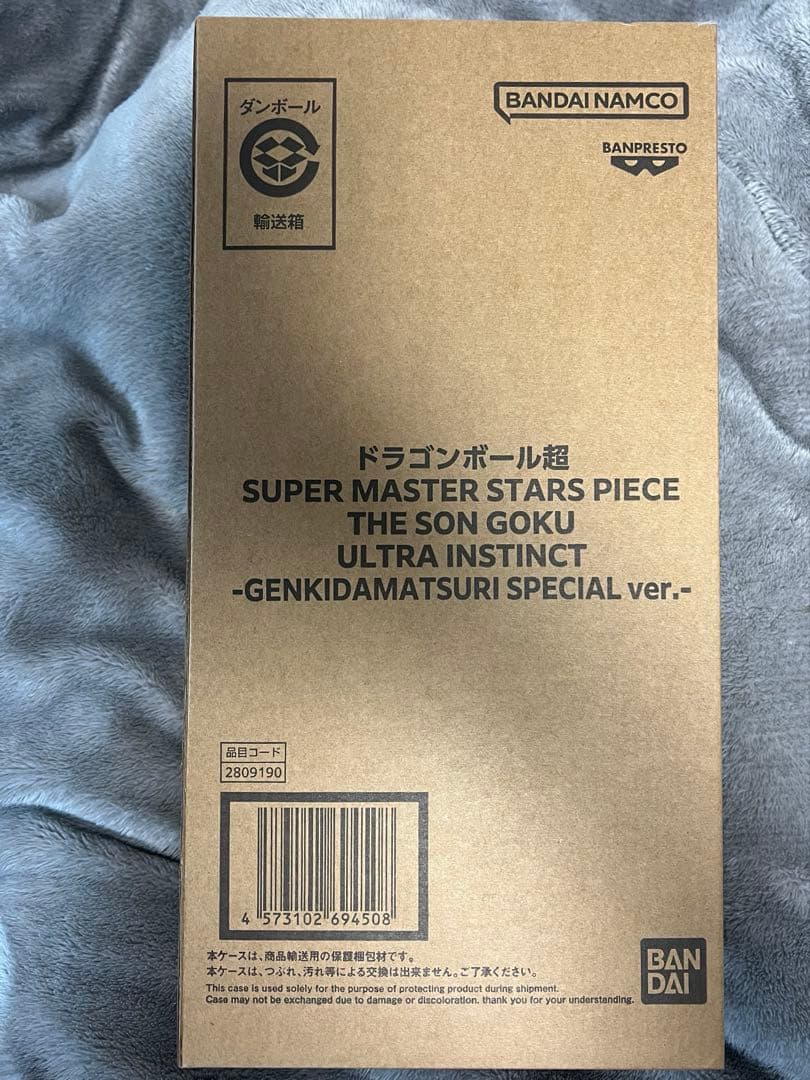 ダンボール
輸送箱
BANDAI NAMCO
BANPRESTO
ドラゴンボール超
SUPER MASTER STARS PIECE
THE SON GOKU
ULTRA INSTINCT
-GENKIDAMATSURI SPECIAL ver.-
品目コード
2809190
4 573102 694508
本ケースは、商品輸送用の保護梱包材です。
本ケースは、つぶれ、汚れ等による交換は出来ません。ご了承ください。
This case is used solely for the purpose of protecting product during shipment.
Case may not be exchanged due to damage or discoloration. thank you for your understanding.
BAN
DAI